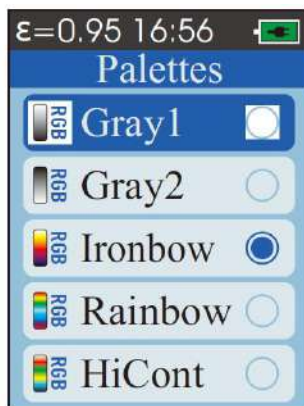 ε=0.95 16:56
Palettes
RGB Gray1
RGB Gray2
RGB Ironbow
RGB Rainbow
RGB HiCont